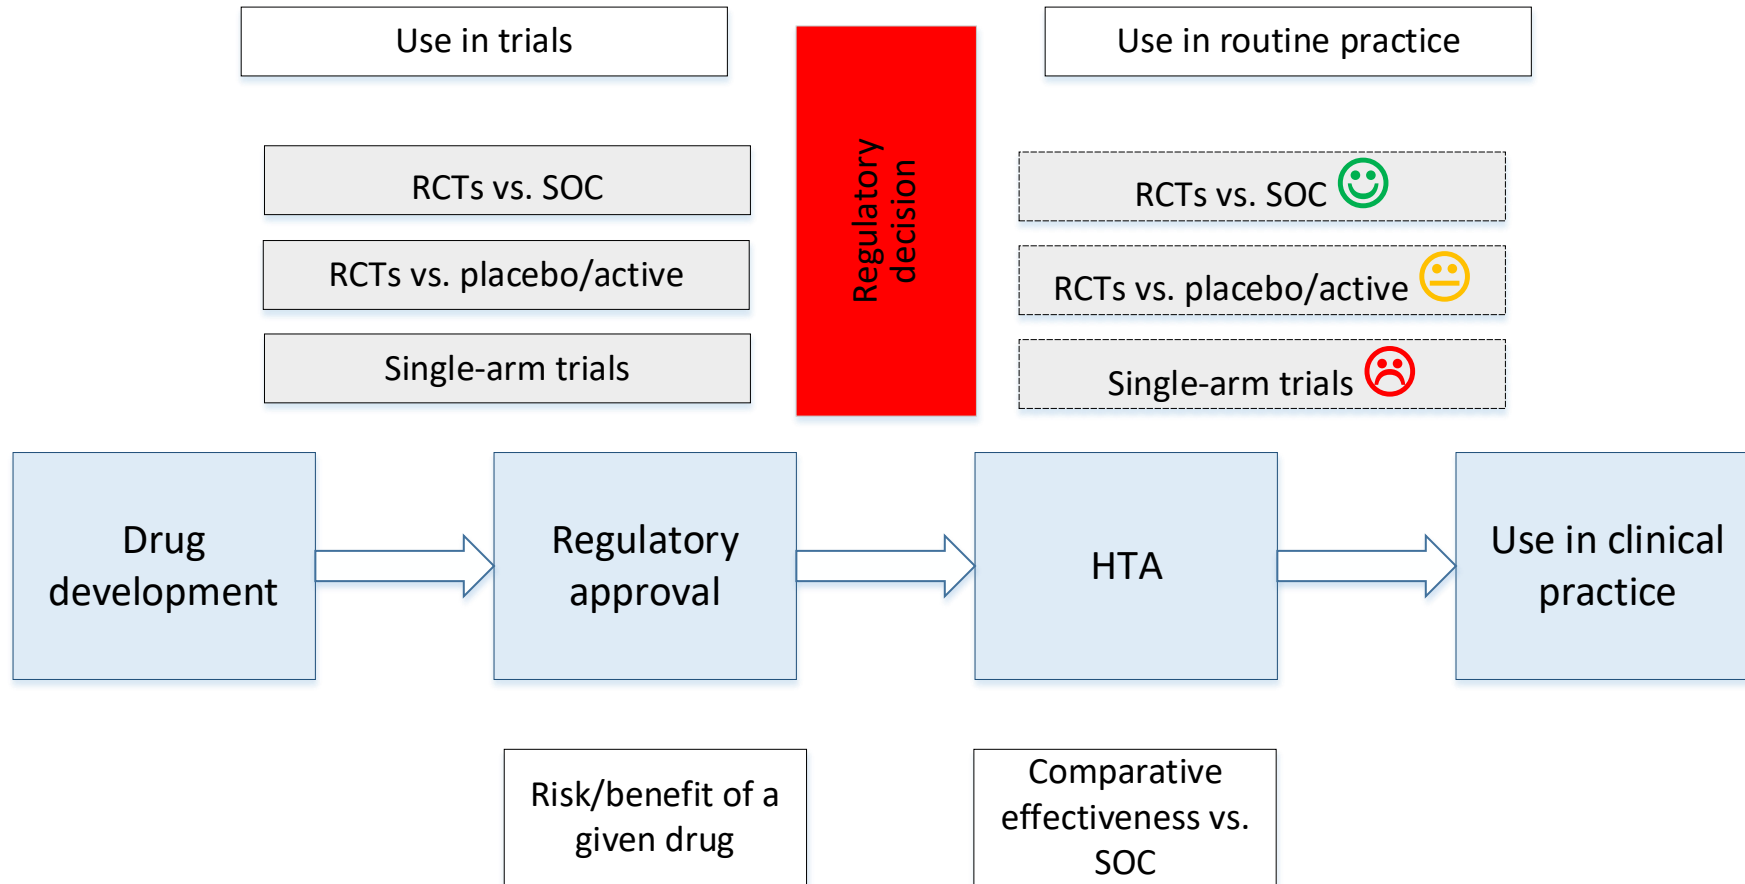 Use in trials
Use in routine practice
Regulatory
decision
RCTs vs. SOC
RCTs vs. placebo/active
Single-arm trials
RCTs vs. SOC
RCTs vs. placebo/active
Single-arm trials
Drug
development
Regulatory
approval
HTA
Use in clinical
practice
Risk/benefit of a
given drug
Comparative
effectiveness vs.
SOC